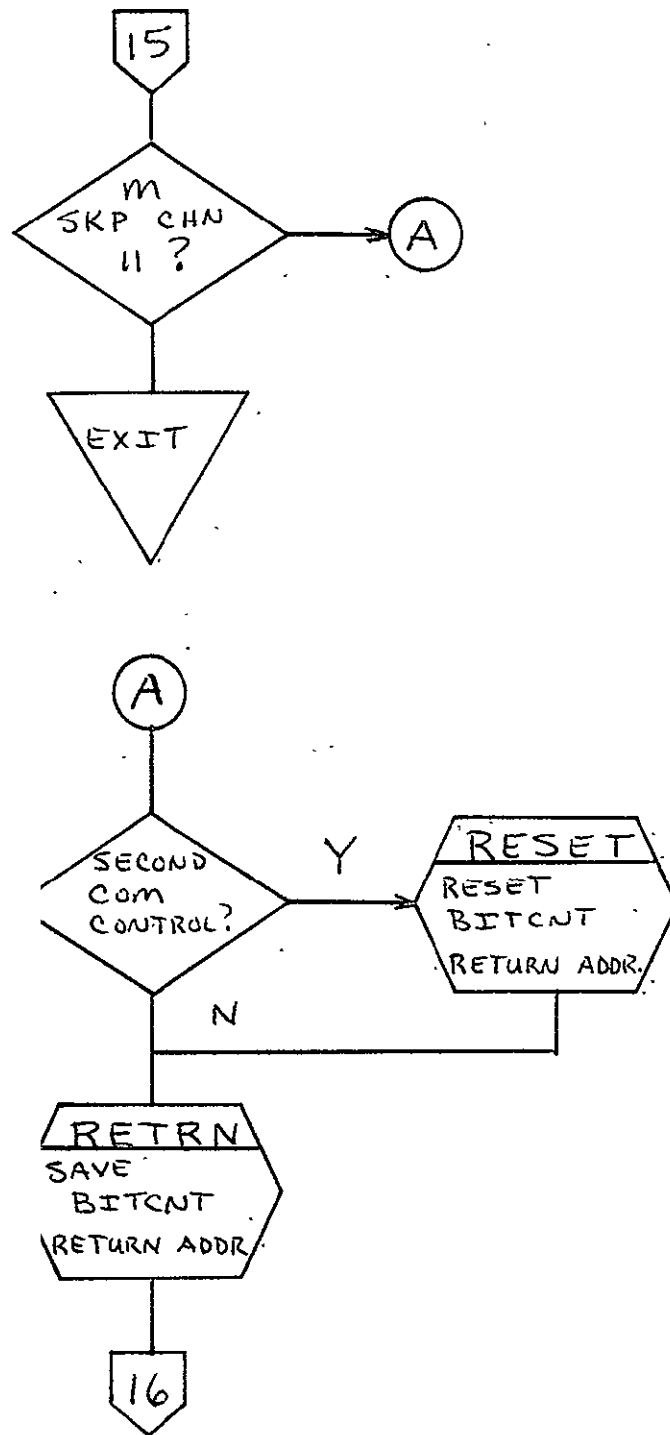 15
M
SKP CHN
11 ?
A
EXIT
A
SECOND
COM
CONTROL?
Y
RESET
RESET
BITCNT
RETURN ADDR.
N
RETRN
SAVE
BITCNT
RETURN ADDR
16